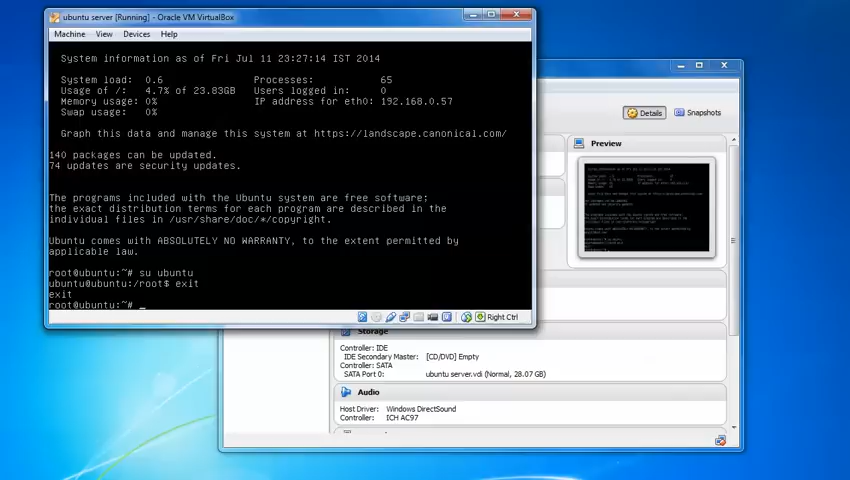 ubuntu server [Running] - Oracle VM VirtualBox
Machine View Devices Help
System information as of Fri Jul 11 23:27:14 IST 2014
System load: 0.6 Processes: 65
Usage of /: 4.7% of 23.83GB Users logged in: 0
Memory usage: 0% IP address for eth0: 192.168.0.57
Swap usage: 0%
Graph this data and manage this system at https://landscape.canonical.com/
140 packages can be updated.
74 updates are security updates.
The programs included with the Ubuntu system are free software;
the exact distribution terms for each program are described in the
individual files in /usr/share/doc/*/copyright.
Ubuntu comes with ABSOLUTELY NO WARRANTY, to the extent permitted by
applicable law.
root@ubuntu:~# su ubuntu
ubuntu@ubuntu:/root$ exit
exit
root@ubuntu:~# _
Right Ctrl
Details Snapshots
Preview
Storage
Controller: IDE
IDE Secondary Master: [CD/DVD] Empty
Controller: SATA
SATA Port 0: ubuntu server.vdi (Normal, 28.07 GB)
Audio
Host Driver: Windows DirectSound
Controller: ICH AC97